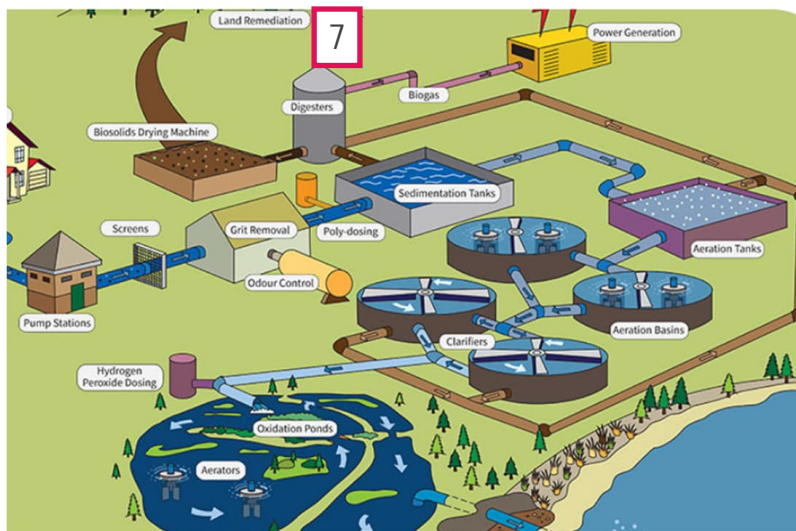 Land Remediation
7
Power Generation
Digesters
Biogas
Biosolids Drying Machine
Sedimentation Tanks
Screens
Grit Removal
Poly-dosing
Aeration Tanks
Odour Control
Pump Stations
Aeration Basins
Clarifiers
Hydrogen
Peroxide Dosing
Oxidation Ponds
Aerators